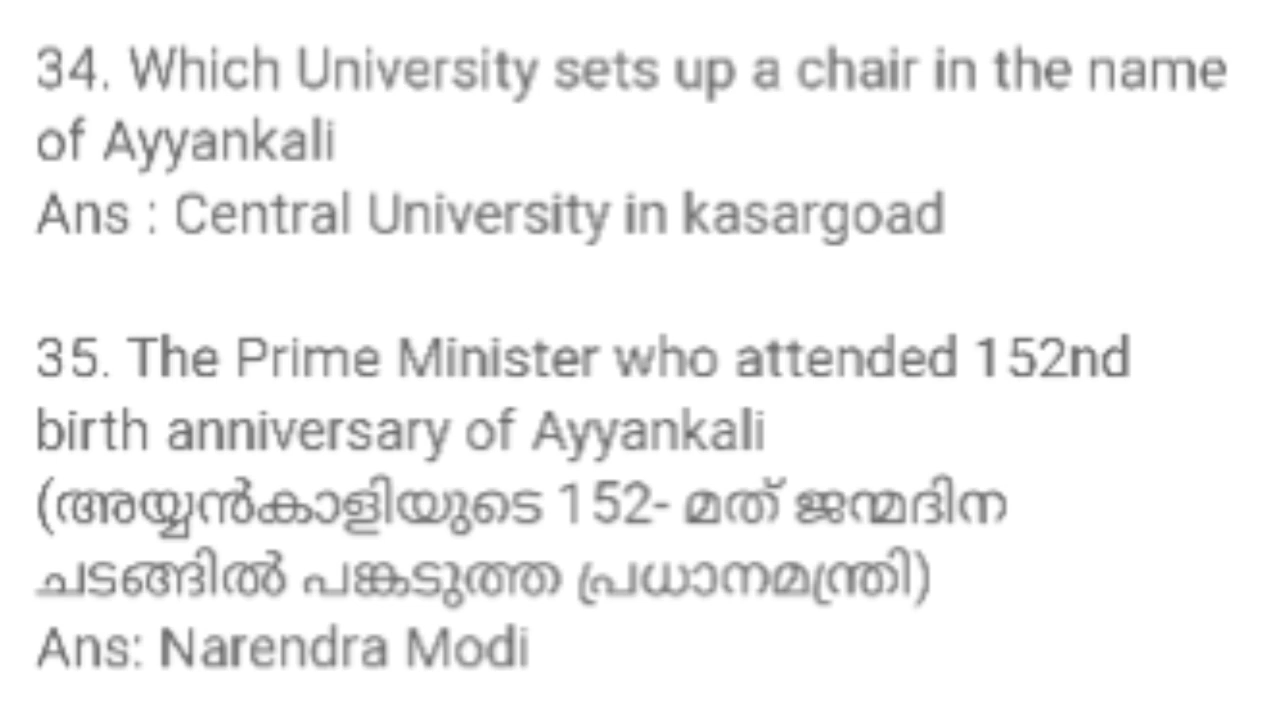 34. Which University sets up a chair in the name
of Ayyankali
Ans : Central University in kasargoad
35. The Prime Minister who attended 152nd
birth anniversary of Ayyankali
(അയ്യൻകാളിയുടെ 152- മത് ജന്മദിന
ചടങ്ങിൽ പങ്കടുത്ത പ്രധാനമന്ത്രി)
Ans: Narendra Modi